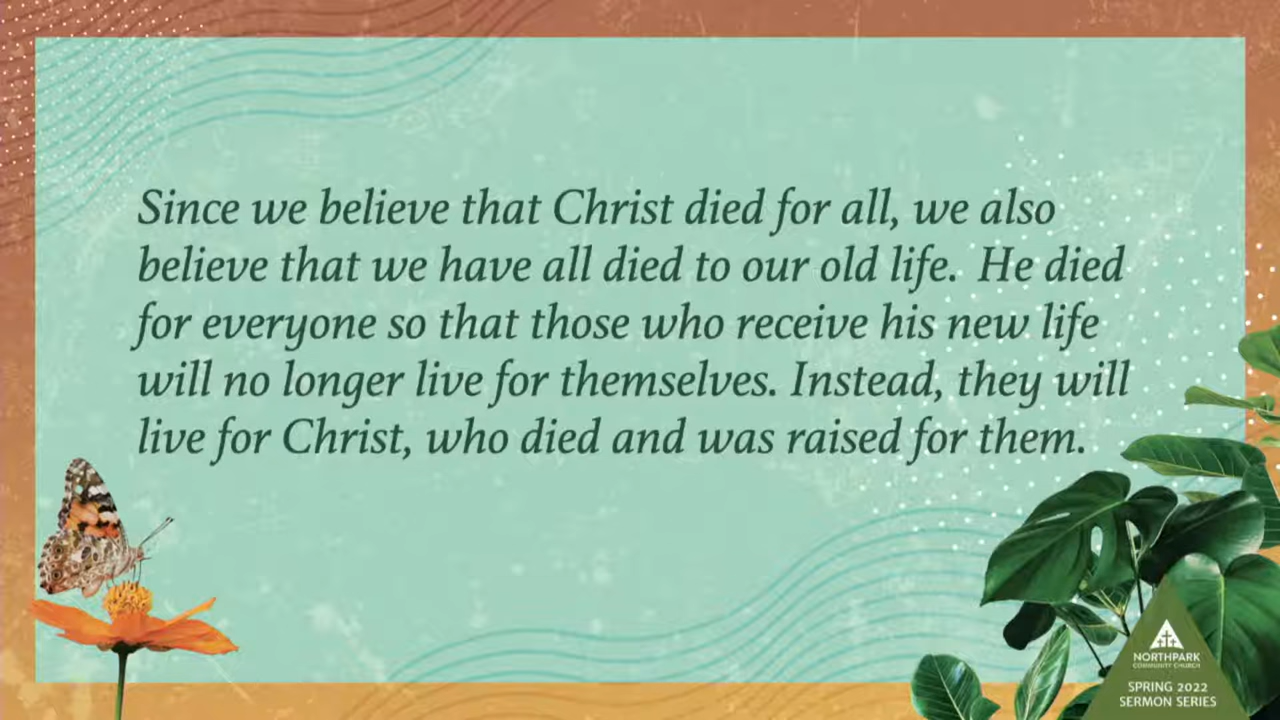 Since we believe that Christ died for all, we also
believe that we have all died to our old life.  He died
for everyone so that those who receive his new life
will no longer live for themselves. Instead, they will
live for Christ, who died and was raised for them.
NORTHPARK
COMMUNITY CHURCH
SPRING 2022
SERMON SERIES